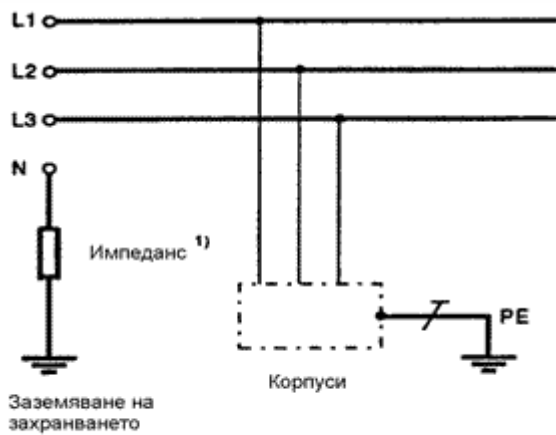 L1
L2
L3
N
Импеданс 1)
PE
Корпуси
Заземяване на
захранването